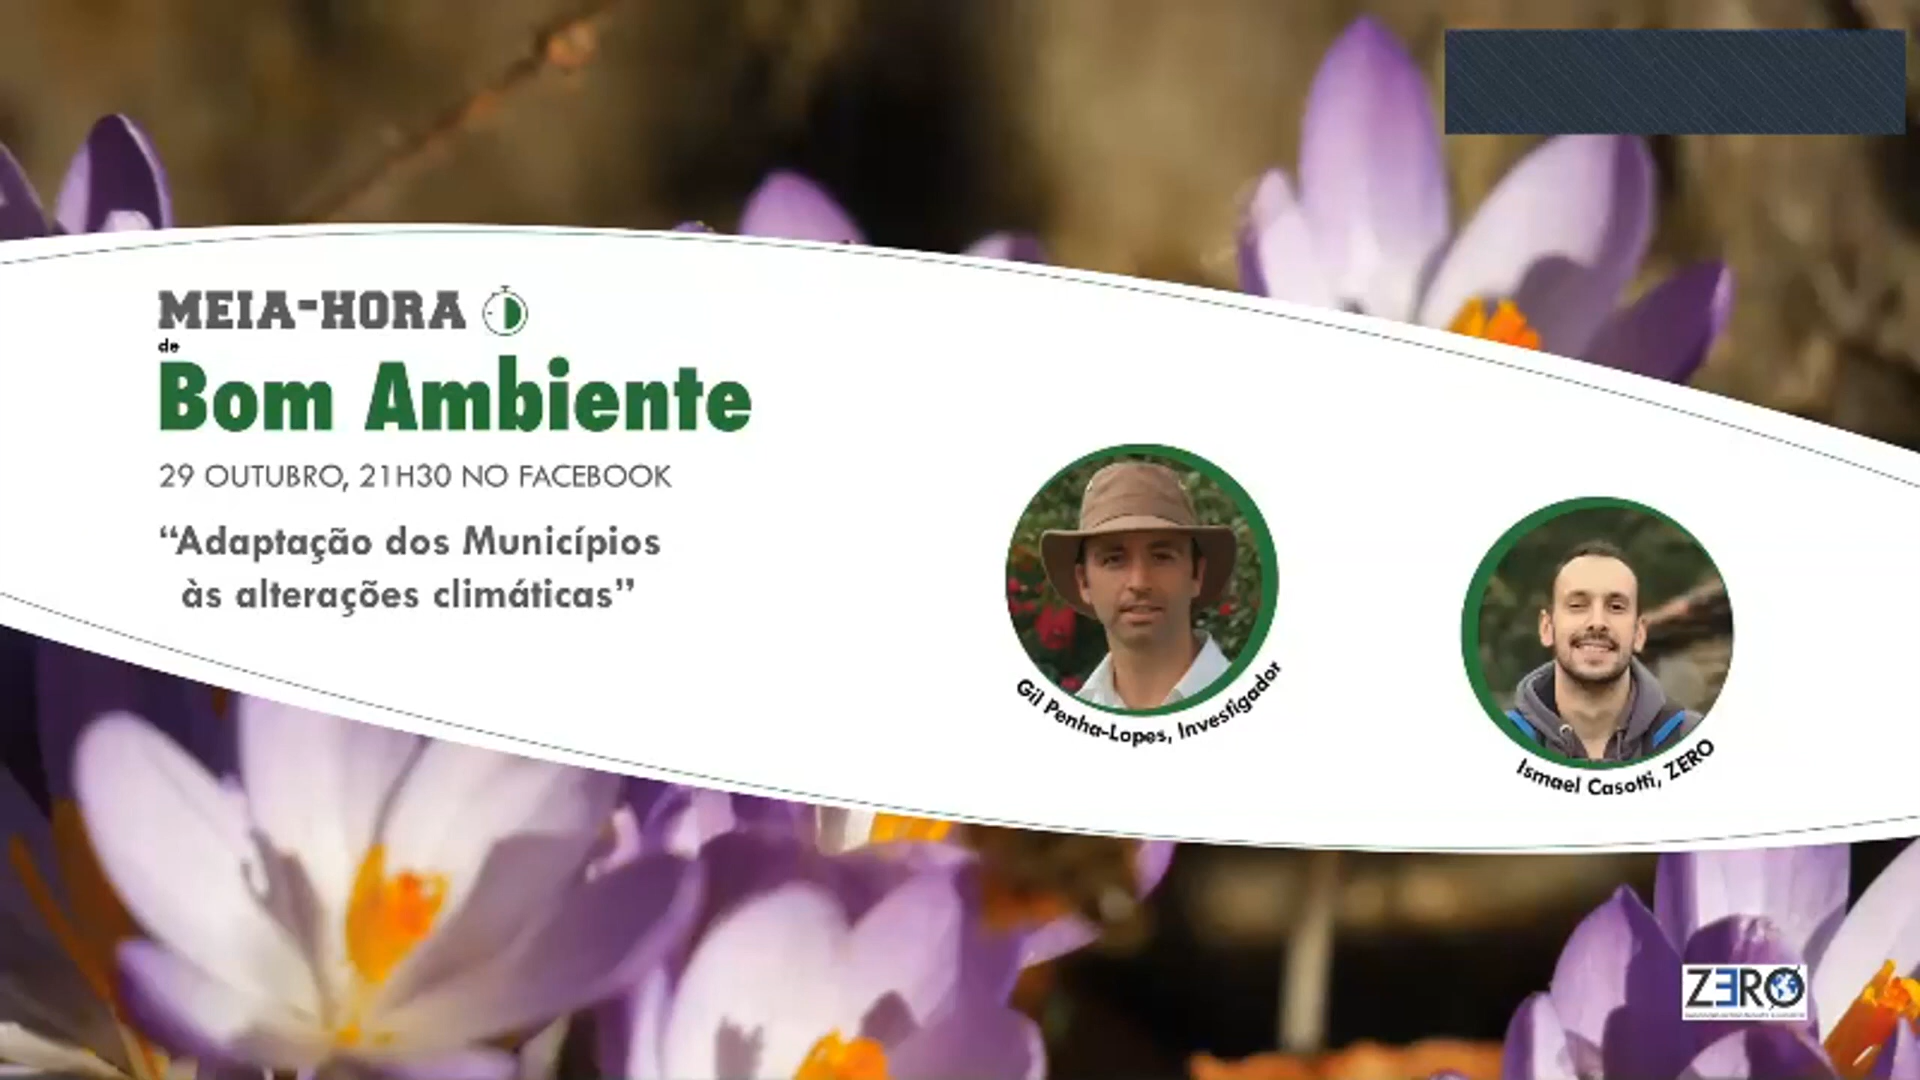 MEIA-HORA
de
Bom Ambiente
29 OUTUBRO, 21H30 NO FACEBOOK
“Adaptação dos Municípios
às alterações climáticas”
Gil Penha-Lopes, Investigador
Ismael Casotti, ZERO
ZERO